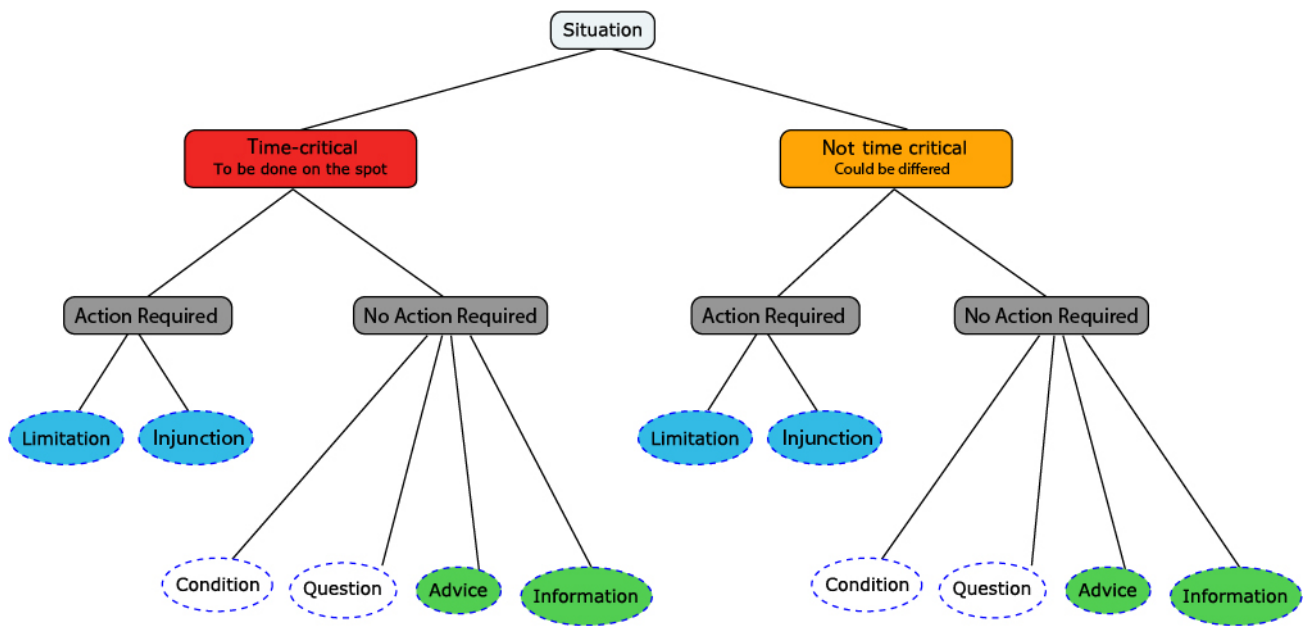 Situation
Time-critical
To be done on the spot
Not time critical
Could be differed
Action Required
No Action Required
Action Required
No Action Required
Limitation
Injunction
Limitation
Injunction
Condition
Question
Advice
Information
Condition
Question
Advice
Information